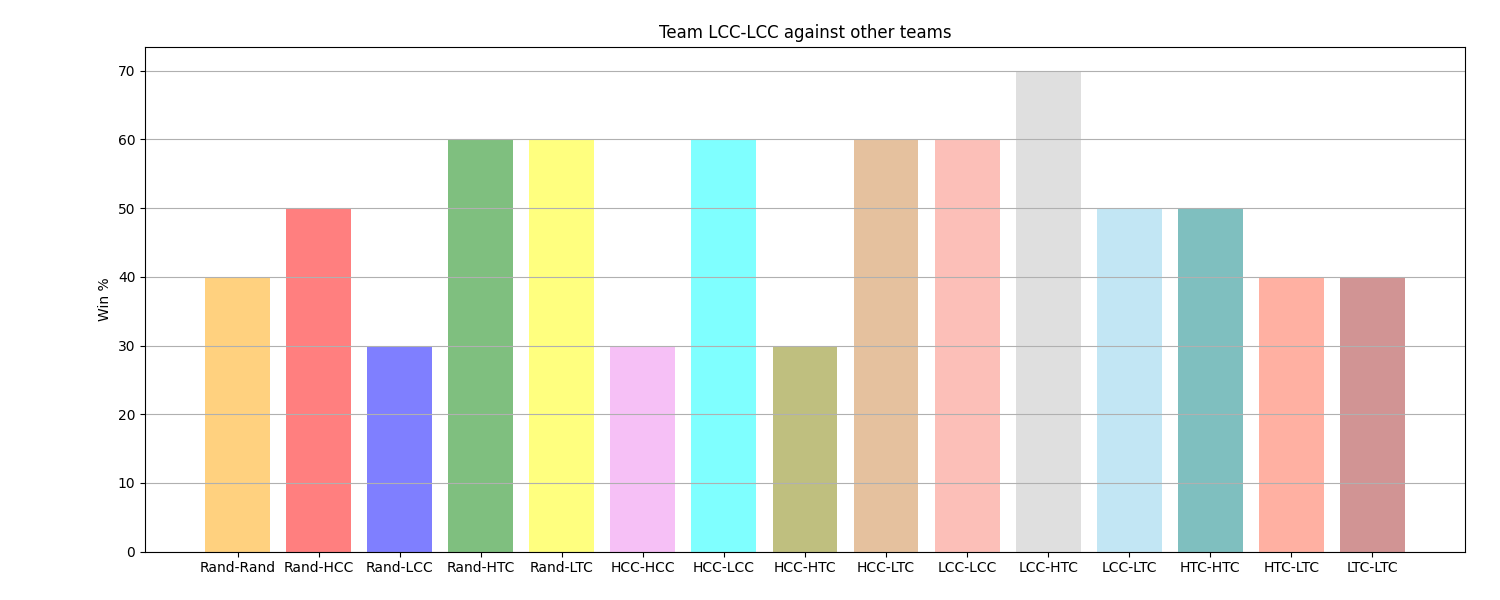 Team LCC-LCC against other teams
Win %
70
60
50
40
30
20
10
0
Rand-Rand Rand-HCC Rand-LCC Rand-HTC Rand-LTC HCC-HCC HCC-LCC HCC-HTC HCC-LTC LCC-LCC LCC-HTC LCC-LTC HTC-HTC HTC-LTC LTC-LTC